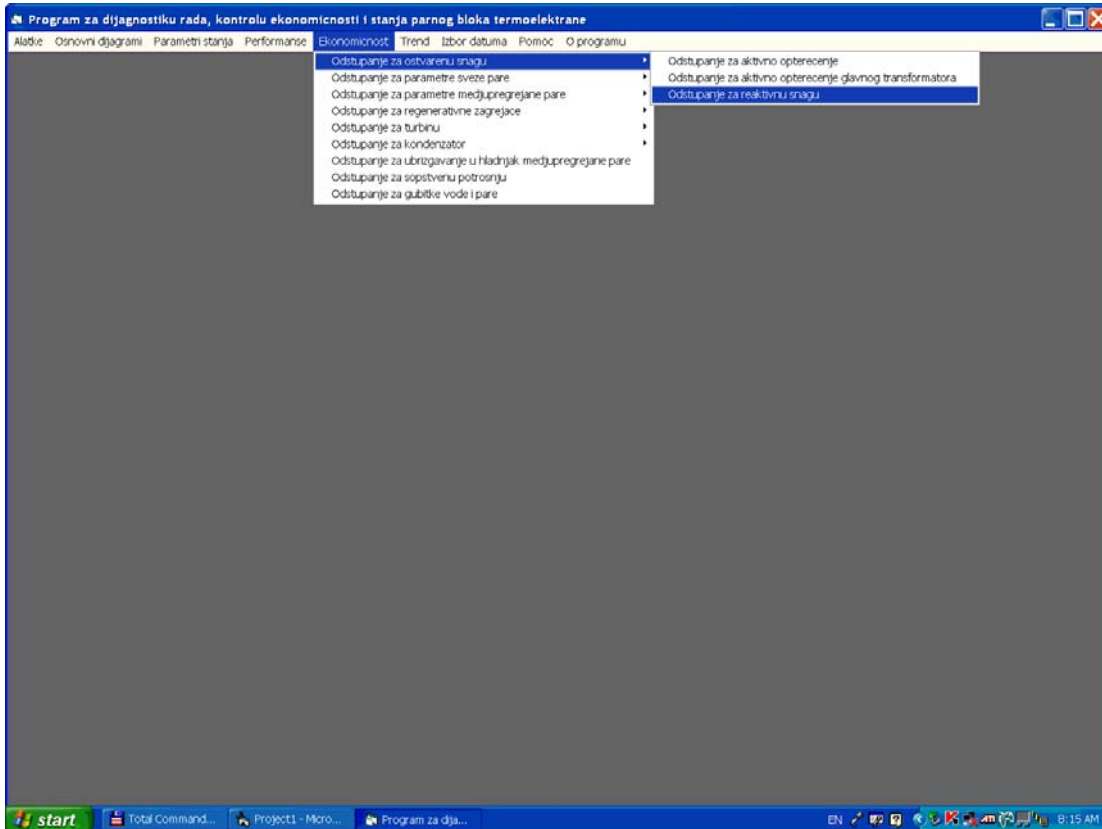 Program za dijagnostiku rada, kontrolu ekonomicnosti i stanja parnog bloka termoelektrane
Alatke Osnovni dijagrami Parametri stanja Performanse Ekonomicnost Trend Izbor datuma Pomoc O programu
Odstupanje za ostvarenu snagu
Odstupanje za parametre sveze pare
Odstupanje za parametre medjupregrejane pare
Odstupanje za regenerativne zagrejace
Odstupanje za turbinu
Odstupanje za kondenzator
Odstupanje za ubrizgavanje u hladnjak medjupregrejane pare
Odstupanje za sopstvenu potrosnju
Odstupanje za gubitke vode i pare
Odstupanje za aktivno opterecenje
Odstupanje za aktivno opterecenje glavnog transformatora
Odstupanje za reaktivnu snagu
start Total Command... Project1 - Micro... Program za dija... EN 8:15 AM